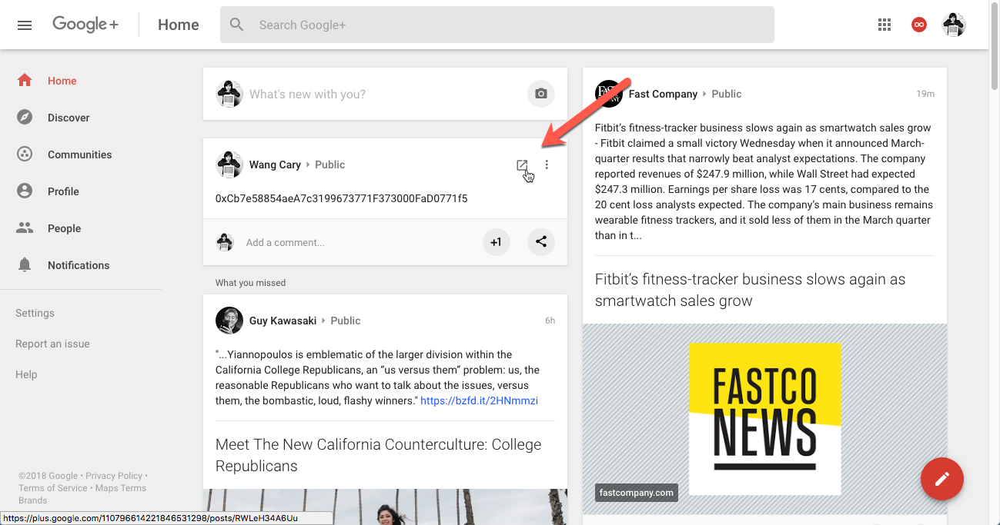 Google+
Home
Search Google+
Home
Discover
Communities
Profile
People
Notifications
Settings
Report an issue
Help
©2018 Google • Privacy Policy •
Terms of Service • Maps Terms
Brands
https://plus.google.com/110796614221846531298/posts/RWLeH34A6Uu
What's new with you?
Wang Cary
Public
0xCb7e58854aeA7c3199673771F373000FaD0771f5
Add a comment...
+1
What you missed
Guy Kawasaki
Public
6h
"...Yiannopoulos is emblematic of the larger division within the
California College Republicans, an “us versus them” problem: us, the
reasonable Republicans who want to talk about the issues, versus
them, the bombastic, loud, flashy winners." https://bzfd.it/2HNmmzi
Meet The New California Counterculture: College
Republicans
Fast Company
Public
19m
Fitbit’s fitness-tracker business slows again as smartwatch sales grow
- Fitbit claimed a small victory Wednesday when it announced March-
quarter results that narrowly beat analyst expectations. The company
reported revenues of $247.9 million, while Wall Street had expected
$247.3 million. Earnings per share loss was 17 cents, compared to the
20 cent loss analysts expected. The company’s main business remains
wearable fitness trackers, and it sold less of them in the March quarter
than in t...
Fitbit’s fitness-tracker business slows again as
smartwatch sales grow
FASTCO
NEWS
fastcompany.com